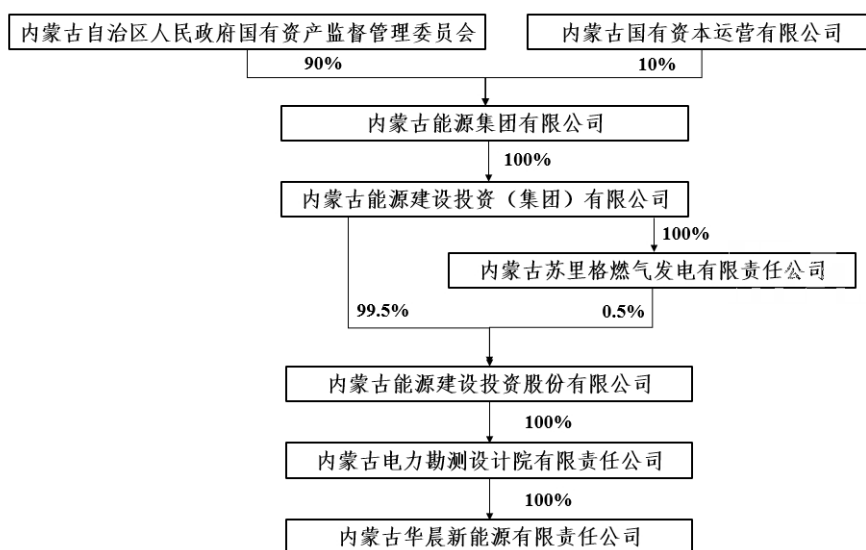 内蒙古自治区人民政府国有资产监督管理委员会
内蒙古国有资本运营有限公司
90%
10%
内蒙古能源集团有限公司
100%
内蒙古能源建设投资（集团）有限公司
100%
内蒙古苏里格燃气发电有限责任公司
99.5%
0.5%
内蒙古能源建设投资股份有限公司
100%
内蒙古电力勘测设计院有限责任公司
100%
内蒙古华晨新能源有限责任公司